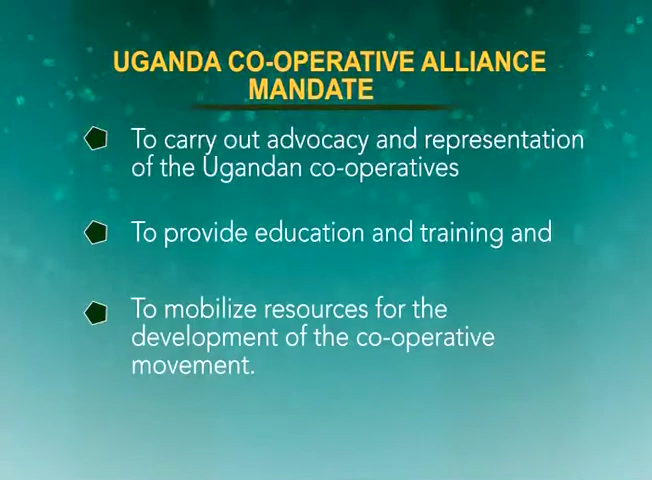 UGANDA CO-OPERATIVE ALLIANCE
MANDATE
To carry out advocacy and representation
of the Ugandan co-operatives
To provide education and training and
To mobilize resources for the
development of the co-operative
movement.